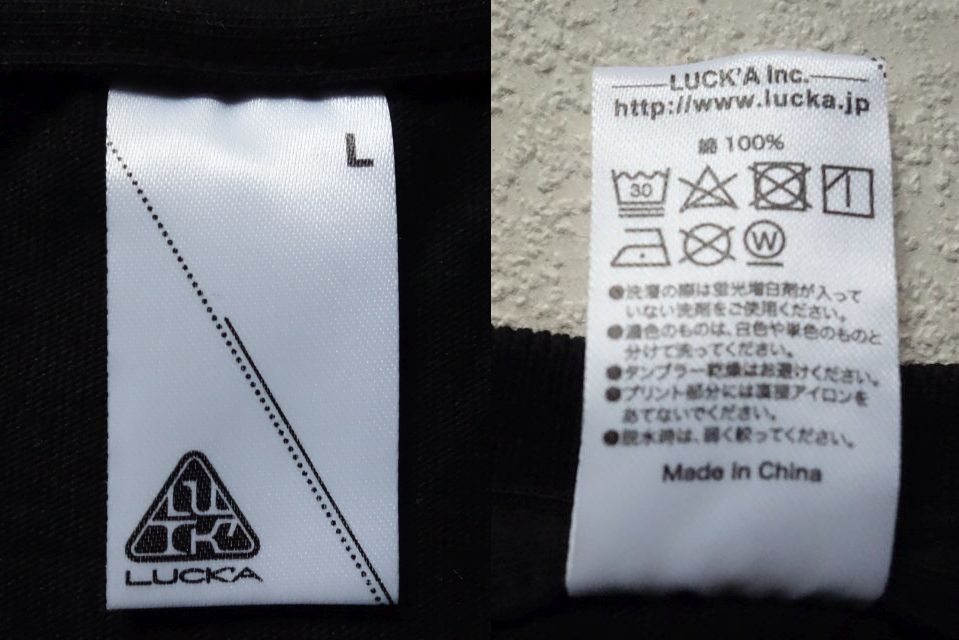 L
LUCK'A
LUCK'A
LUCK'A Inc.
http://www.lucka.jp
綿 100%
30
W
●洗濯の際は蛍光増白剤が入って
いない洗剤をご使用ください。
●濃色のものは、白色や単色のものと
分けて洗ってください。
●タンブラー乾燥はお避けください。
●プリント部分には直接アイロンを
あてないでください。
●脱水時は、弱く絞ってください。
Made in China